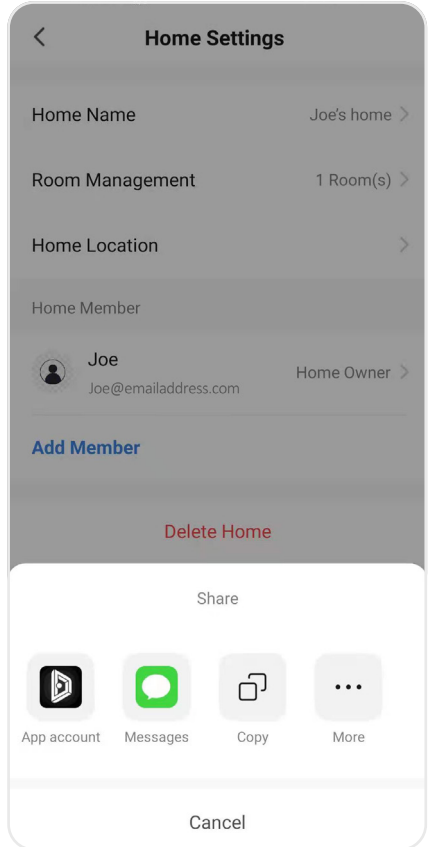 Home Settings
Home Name Joe's home
Room Management 1 Room(s)
Home Location
Home Member
Joe
Joe@emailaddress.com Home Owner
Add Member
Delete Home
Share
App account Messages Copy More
Cancel